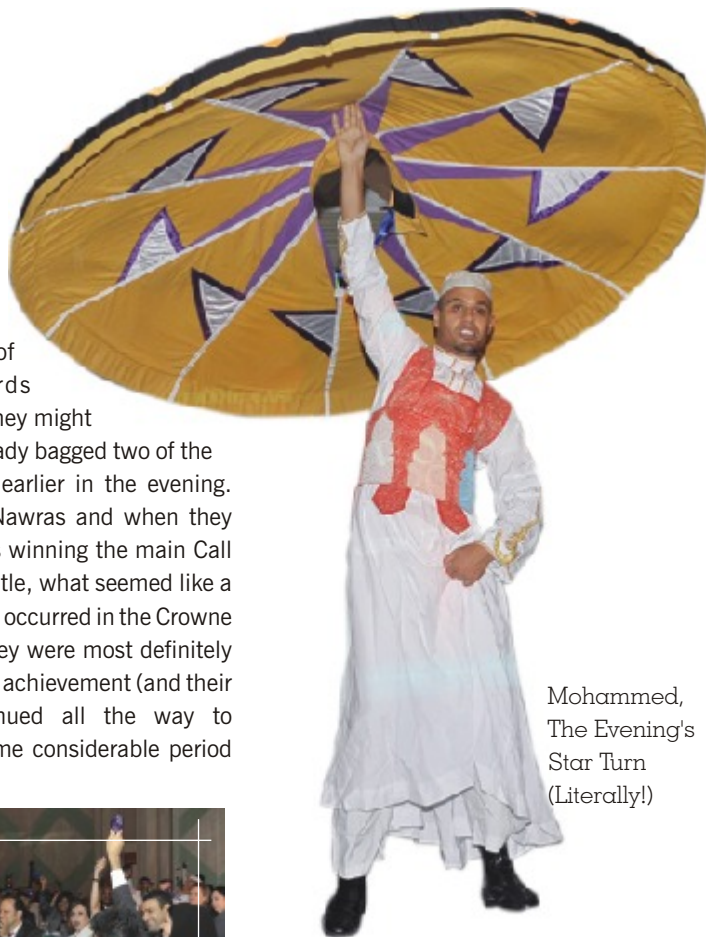 of
rds
hey might
ady bagged two of the
earlier in the evening.
Nawras and when they
s winning the main Call
tle, what seemed like a
occurred in the Crowne
ey were most definitely
achievement (and their
nued all the way to
me considerable period
Mohammed,
The Evening's
Star Turn
(Literally!)